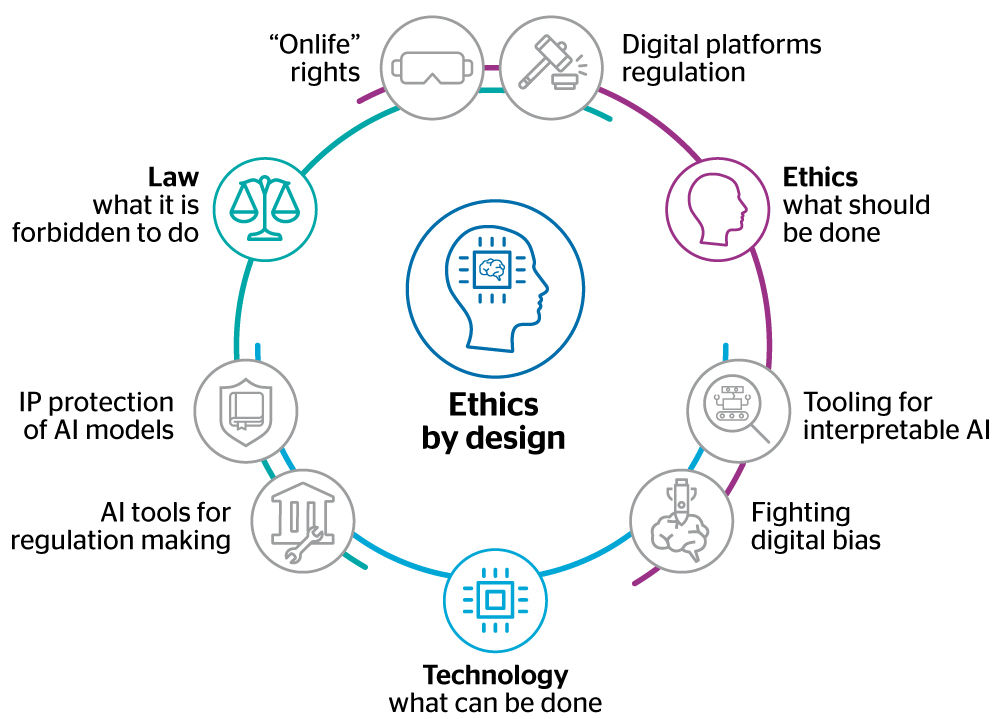 “Onlife”
rights
Digital platforms
regulation
Law
what it is
forbidden to do
Ethics
what should
be done
Ethics
by design
IP protection
of AI models
Tooling for
interpretable AI
AI tools for
regulation making
Fighting
digital bias
Technology
what can be done